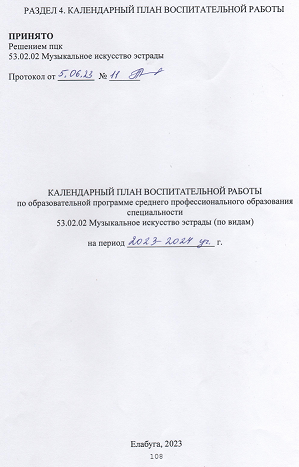 РАЗДЕЛ 4. КАЛЕНДАРНЫЙ ПЛАН ВОСПИТАТЕЛЬНОЙ РАБОТЫ
ПРИНЯТО
Решением пцк
53.02.02 Музыкальное искусство эстрады
Протокол от 5.06.23 № 11
КАЛЕНДАРНЫЙ ПЛАН ВОСПИТАТЕЛЬНОЙ РАБОТЫ
по образовательной программе среднего профессионального образования
специальности
53.02.02 Музыкальное искусство эстрады (по видам)
на период 2023-2024 уг. г.
Елабуга, 2023
108